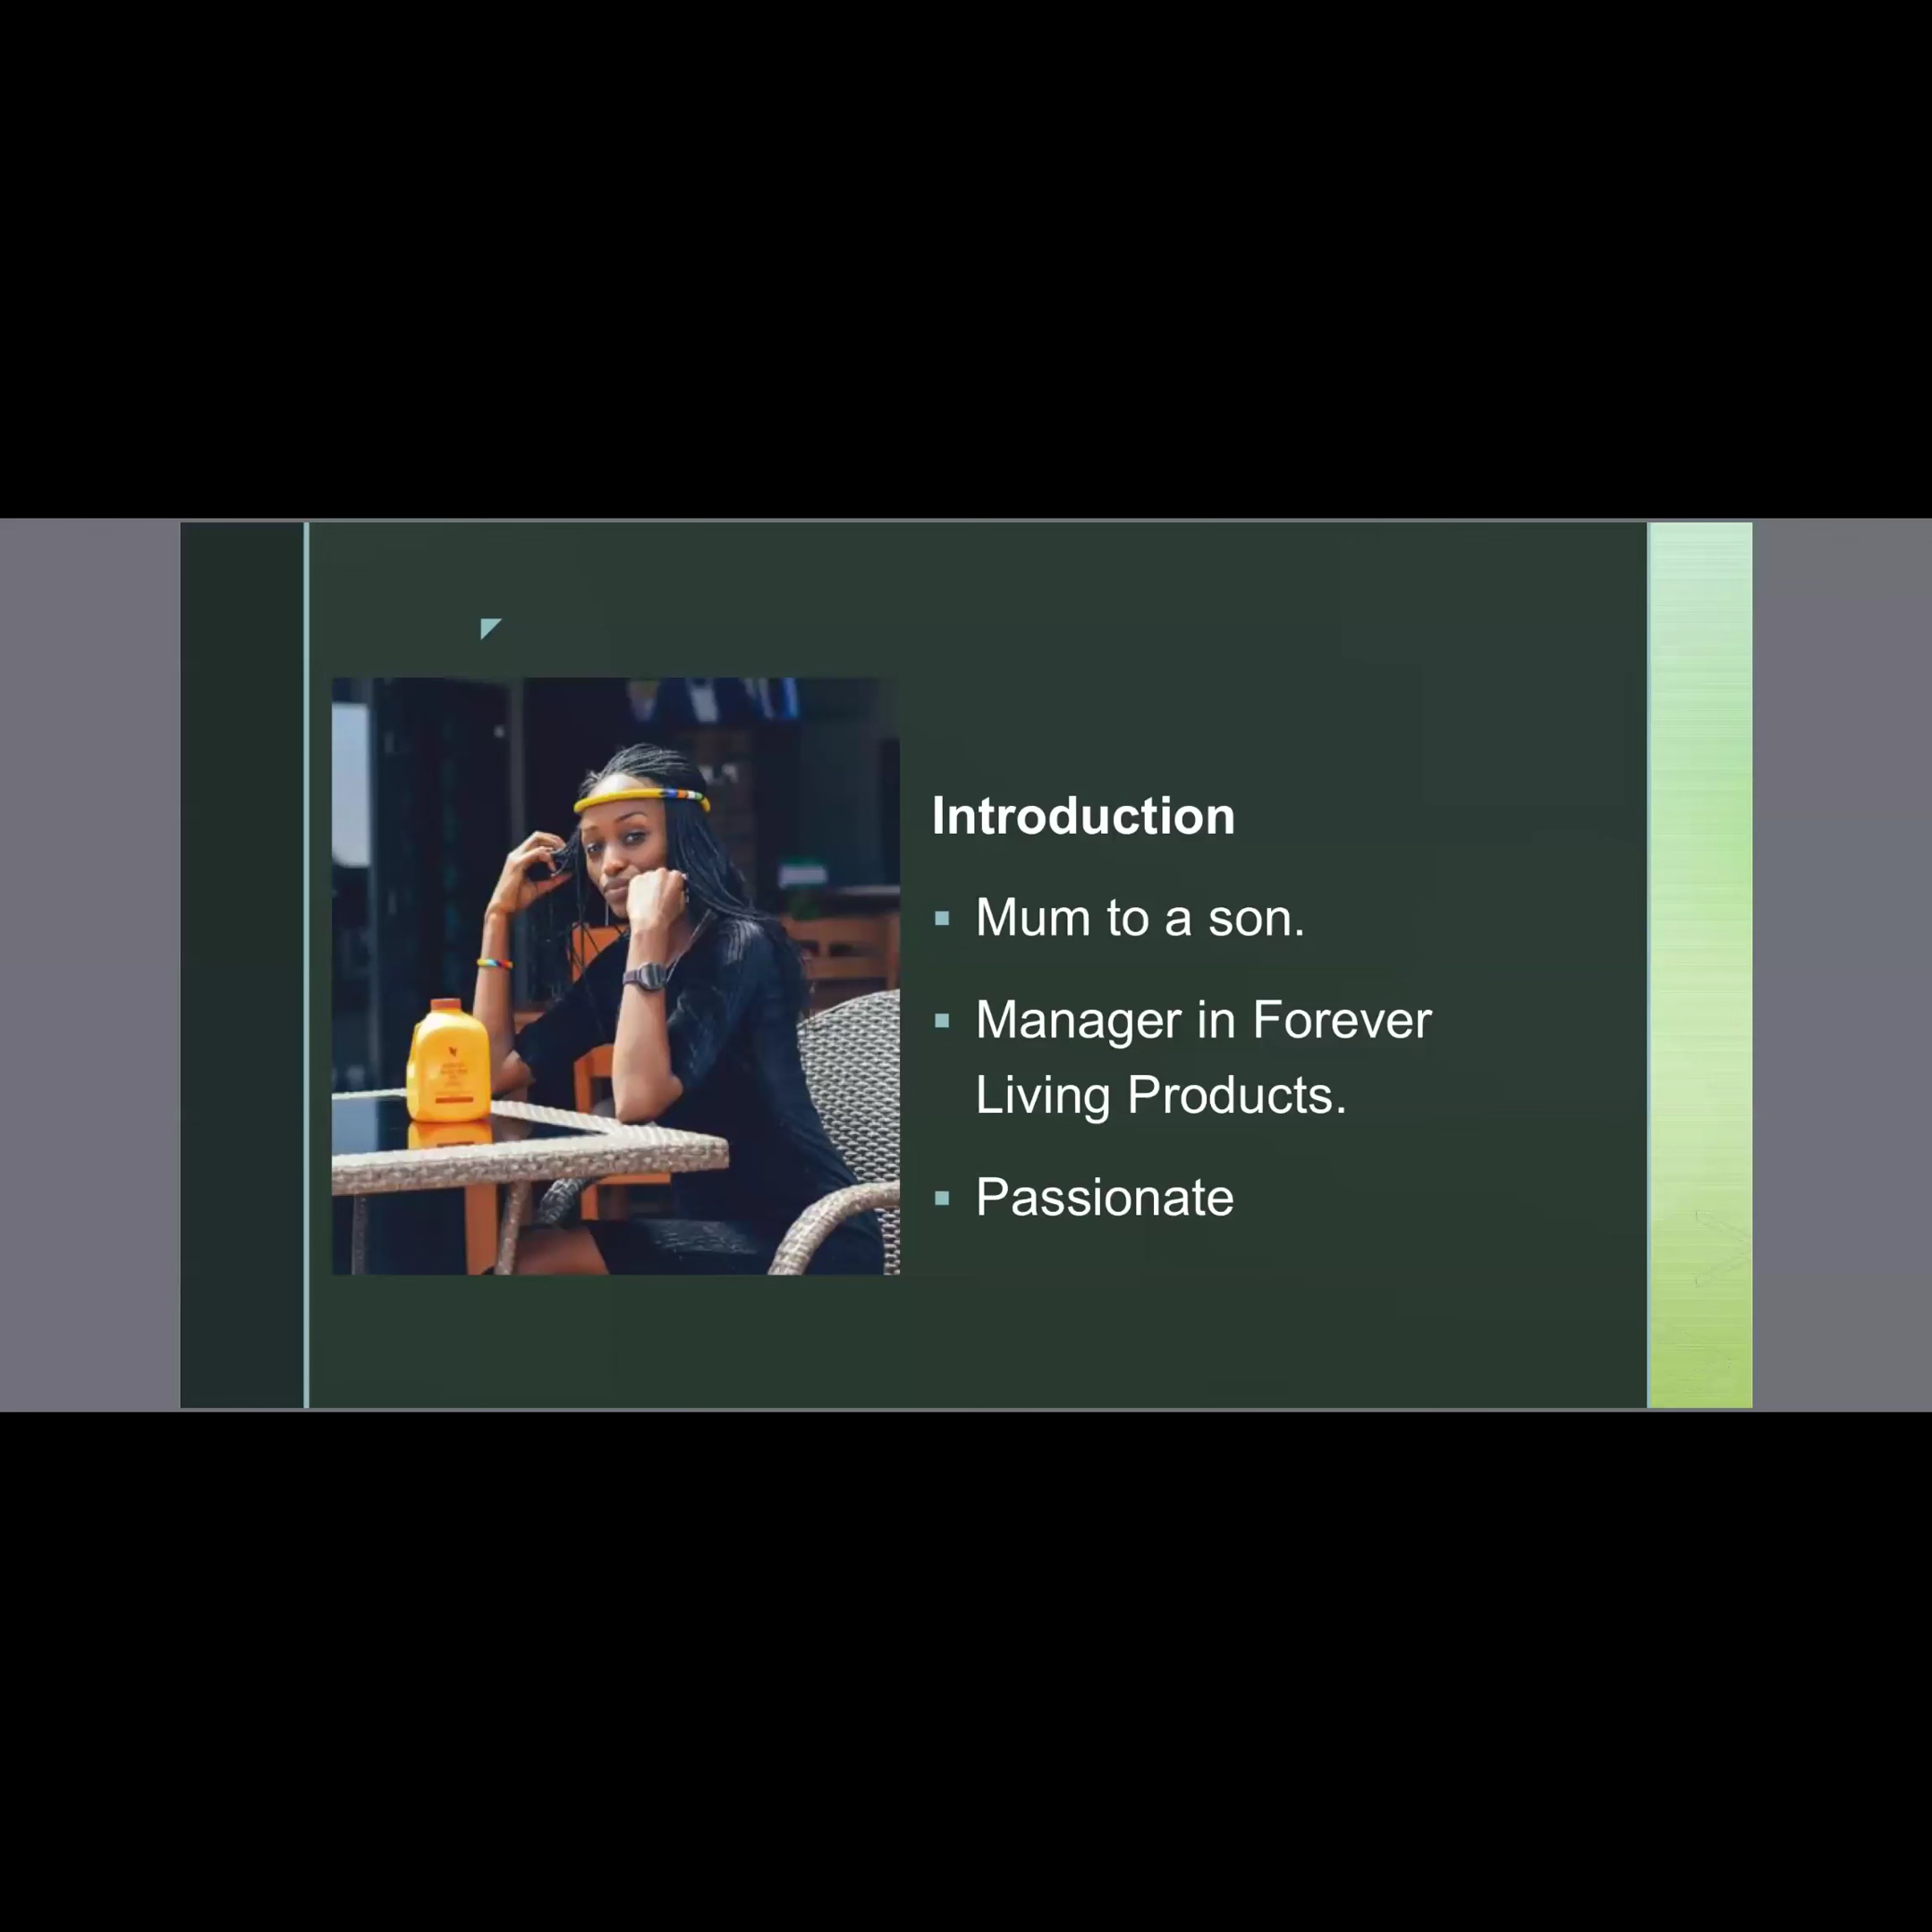 Introduction
Mum to a son.
Manager in Forever
Living Products.
Passionate